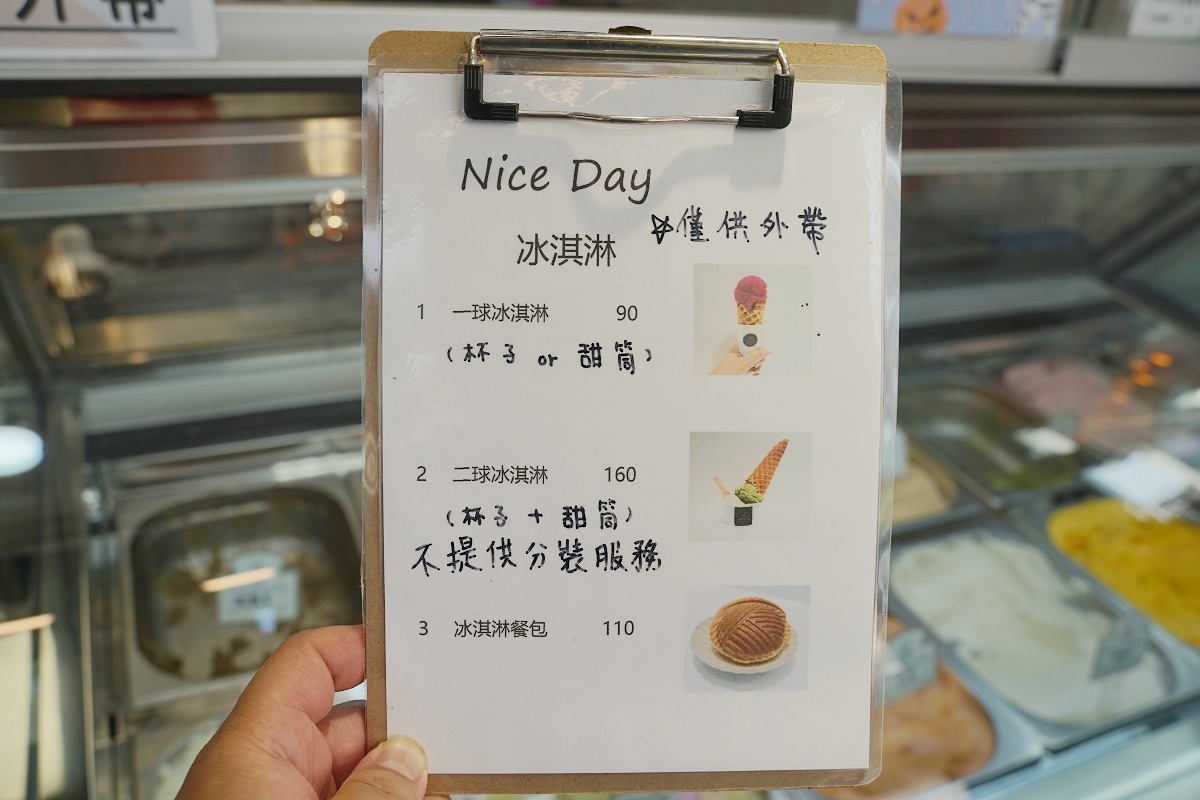 Nice Day
☆僅供外帶
冰淇淋
1 一球冰淇淋 90
(杯子 or 甜筒)
2 二球冰淇淋 160
(杯子 + 甜筒)
不提供分裝服務
3 冰淇淋餐包 110